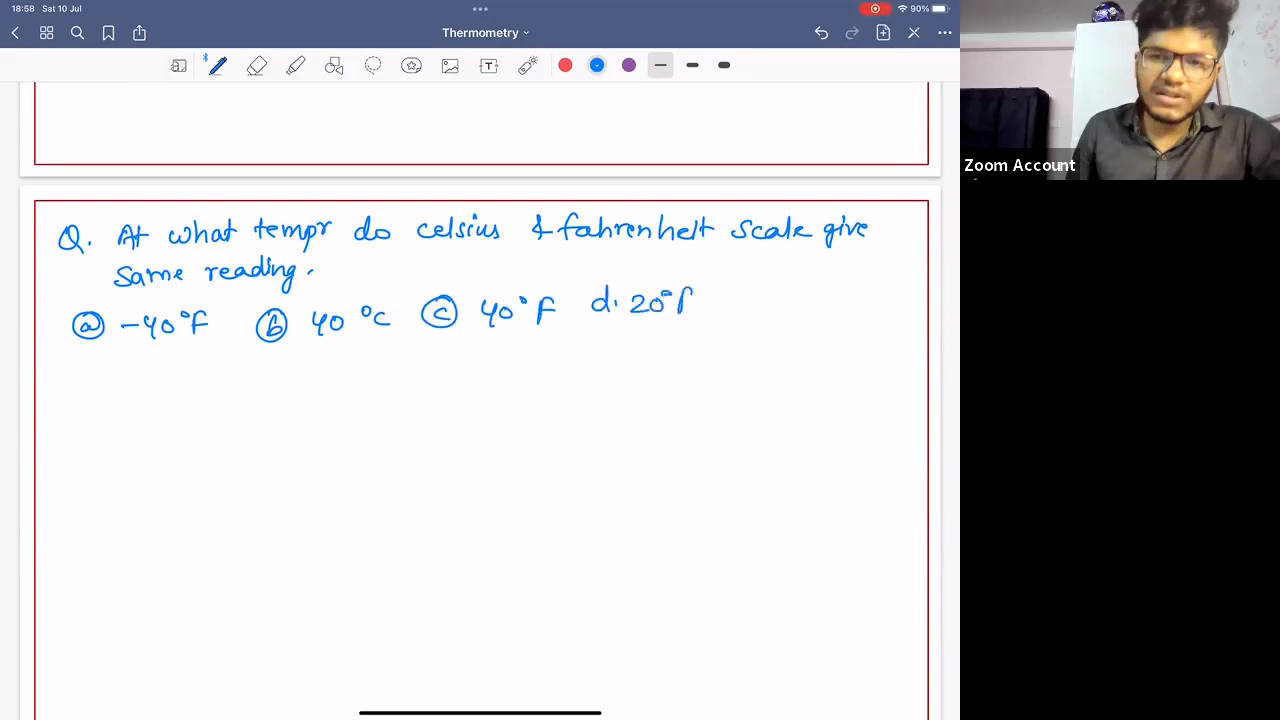 18:58 Sat 10 Jul
90%
Thermometry
T
Zoom Account
Q. At what tempr do celsius & fahrenheit scale give
same reading.
(a) -40°F (b) 40 °C (c) 40°F d. 20°F